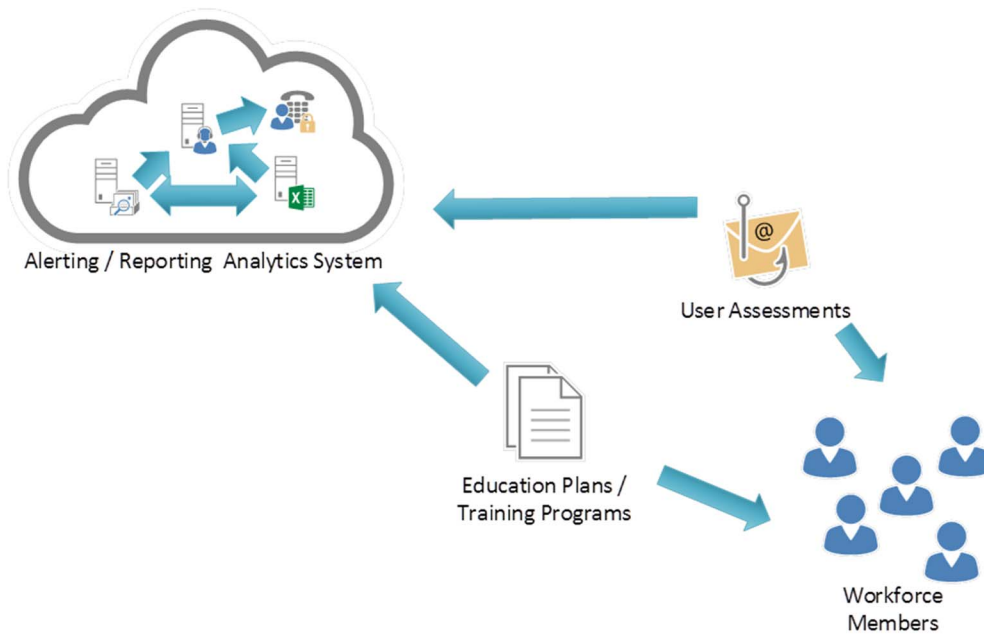 Alerting / Reporting Analytics System
@
User Assessments
Education Plans /
Training Programs
Workforce
Members